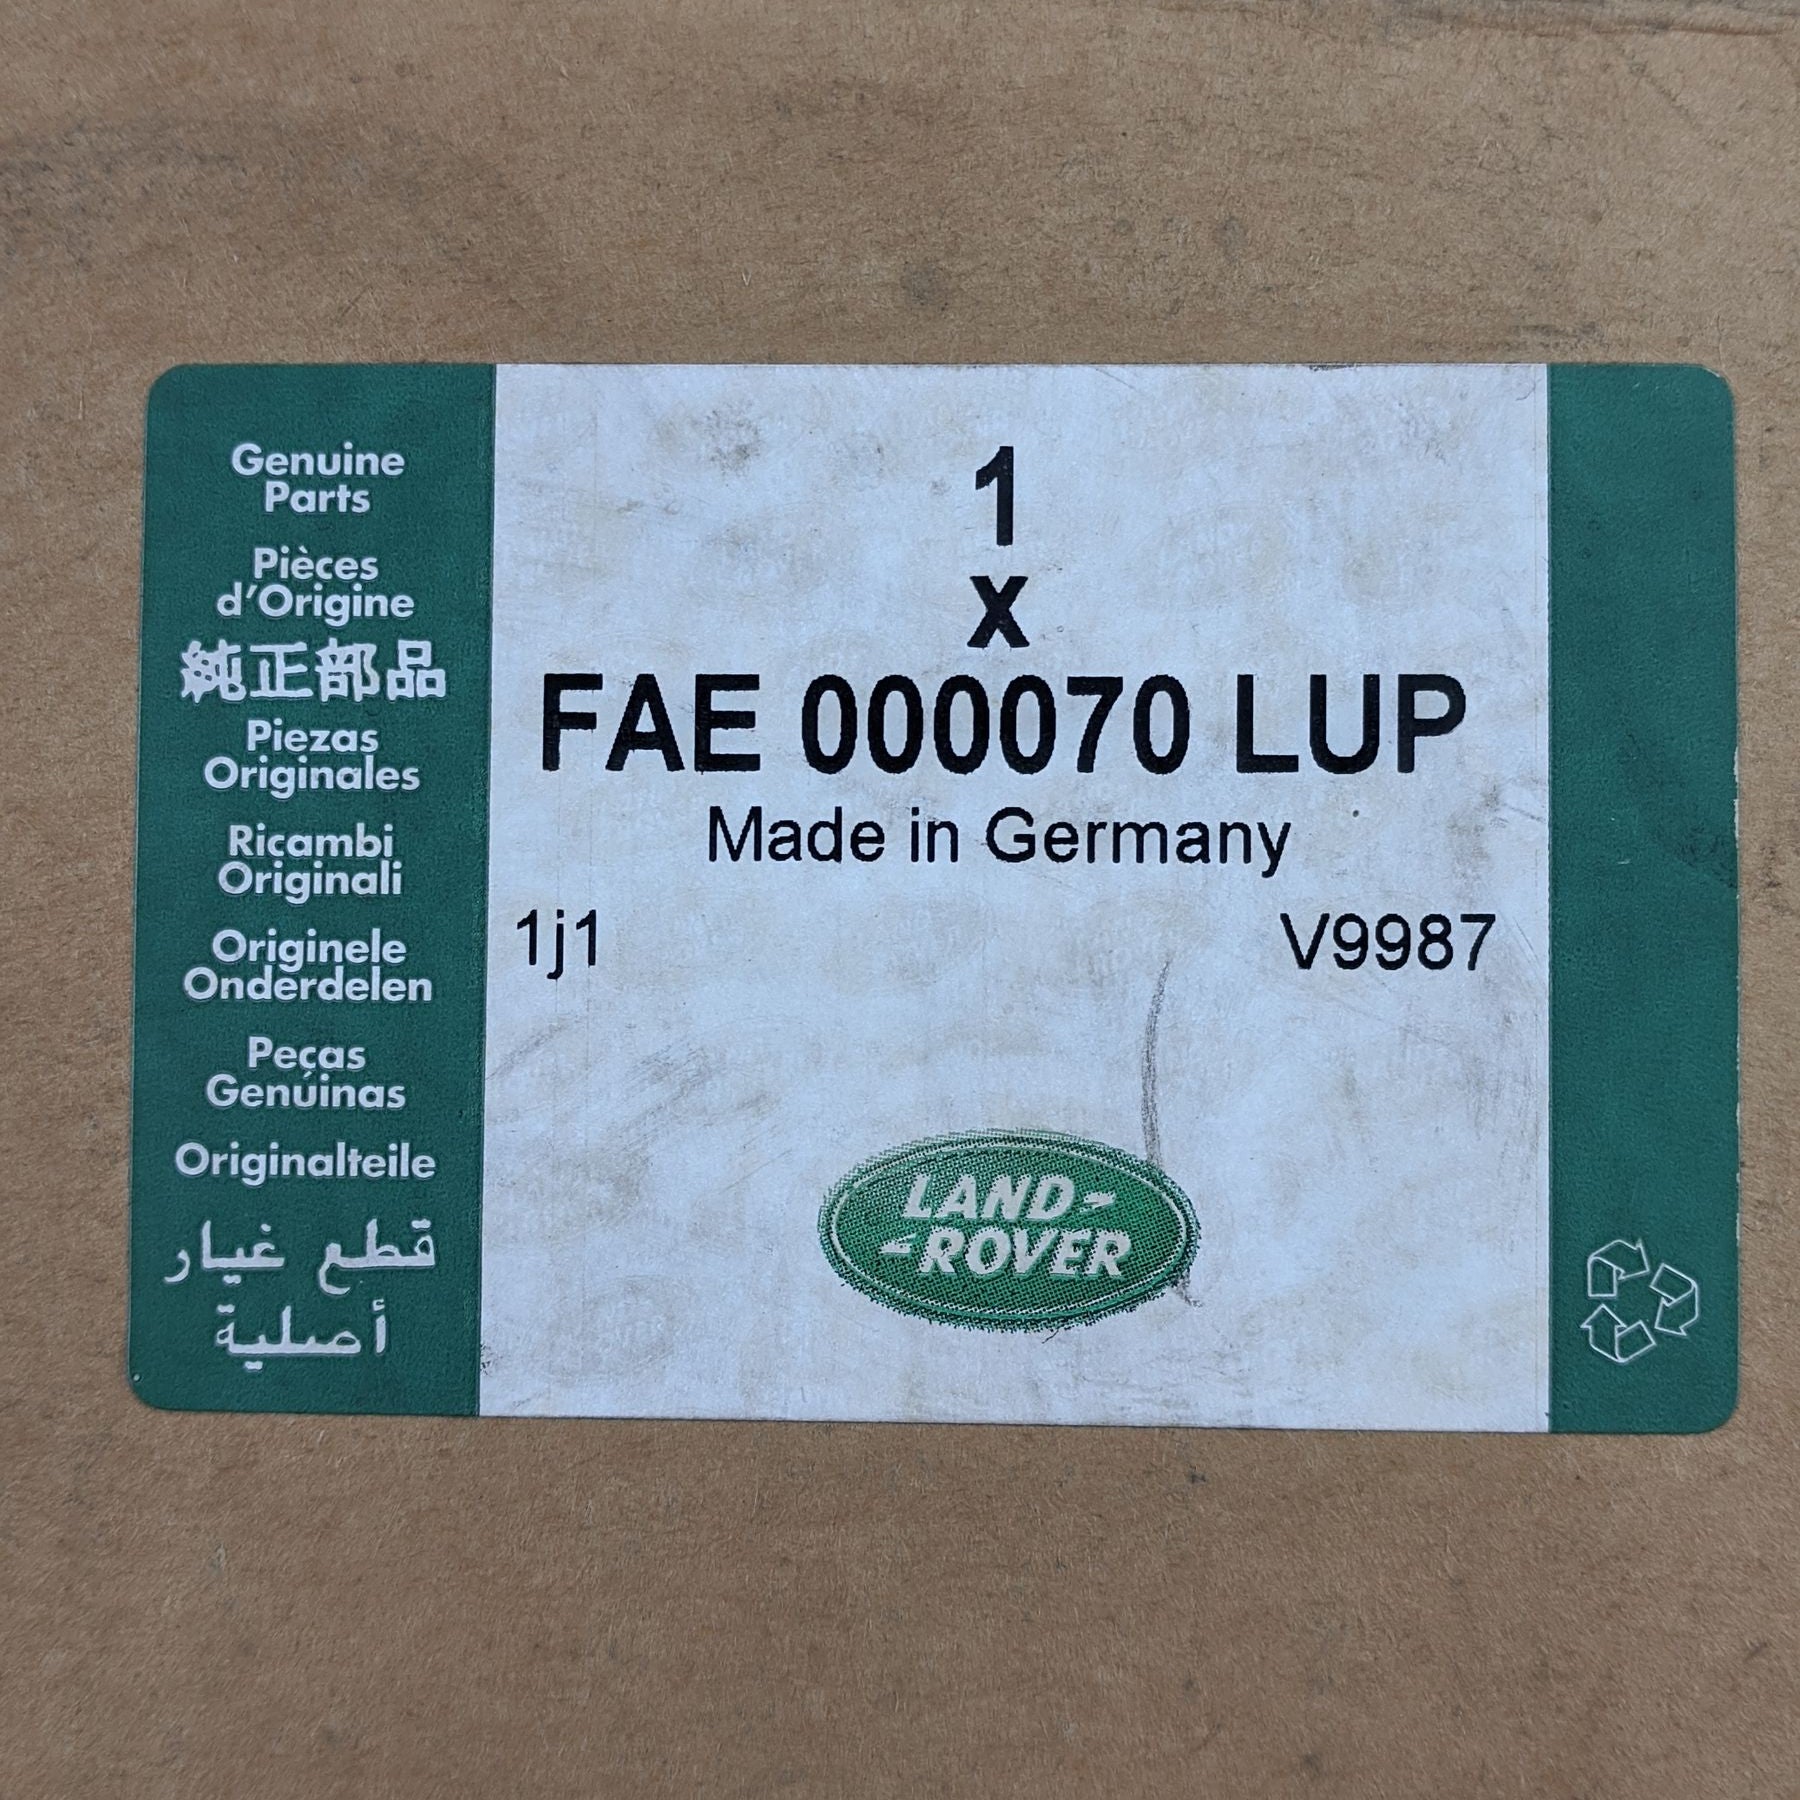 Genuine
Parts
Pièces
d'Origine
純正部品
Piezas
Originales
Ricambi
Originali
Originele
Onderdelen
Peças
Genúinas
Originalteile
قطع غيار
أصلية
1
x
FAE 000070 LUP
Made in Germany
1j1 V9987
LAND-
-ROVER